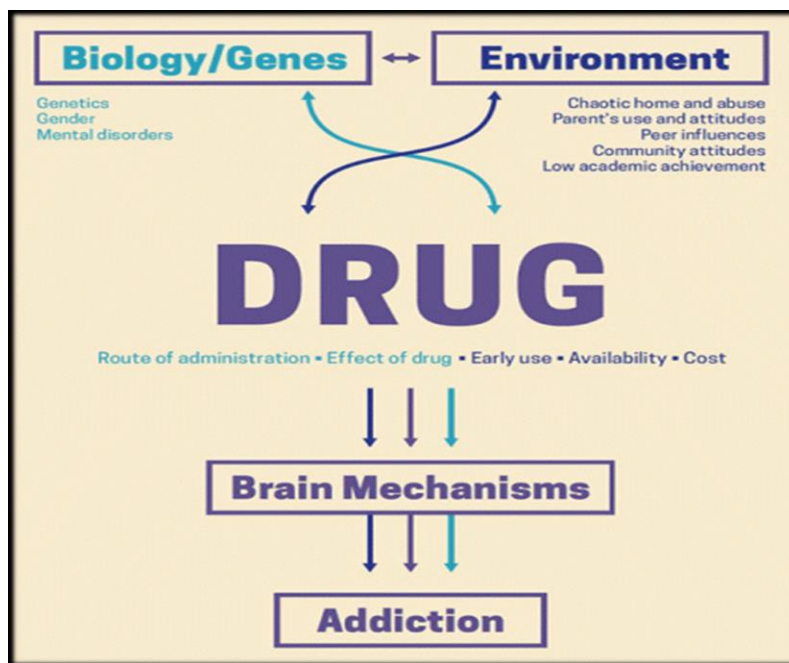 Biology/Genes
Environment
Genetics
Gender
Mental disorders
Chaotic home and abuse
Parent's use and attitudes
Peer influences
Community attitudes
Low academic achievement
DRUG
Route of administration ▪ Effect of drug ▪ Early use ▪ Availability ▪ Cost
Brain Mechanisms
Addiction